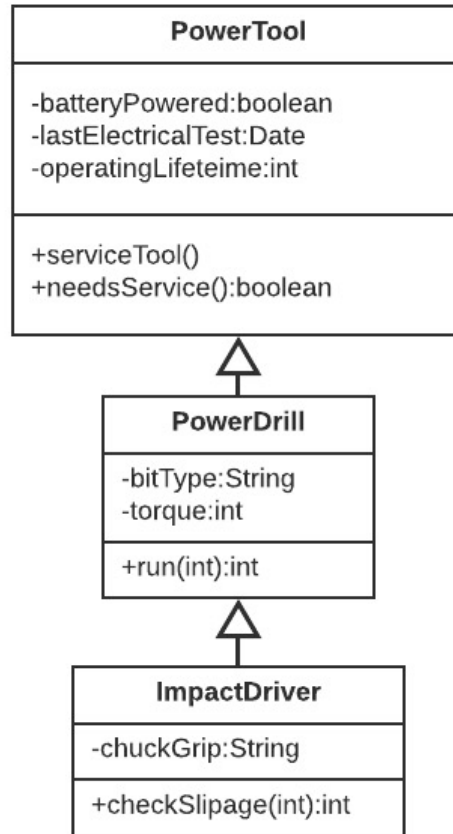 PowerTool
-batteryPowered:boolean
-lastElectricalTest:Date
-operatingLifeteime:int
+serviceTool()
+needsService():boolean
PowerDrill
-bitType:String
-torque:int
+run(int):int
ImpactDriver
-chuckGrip:String
+checkSlipage(int):int